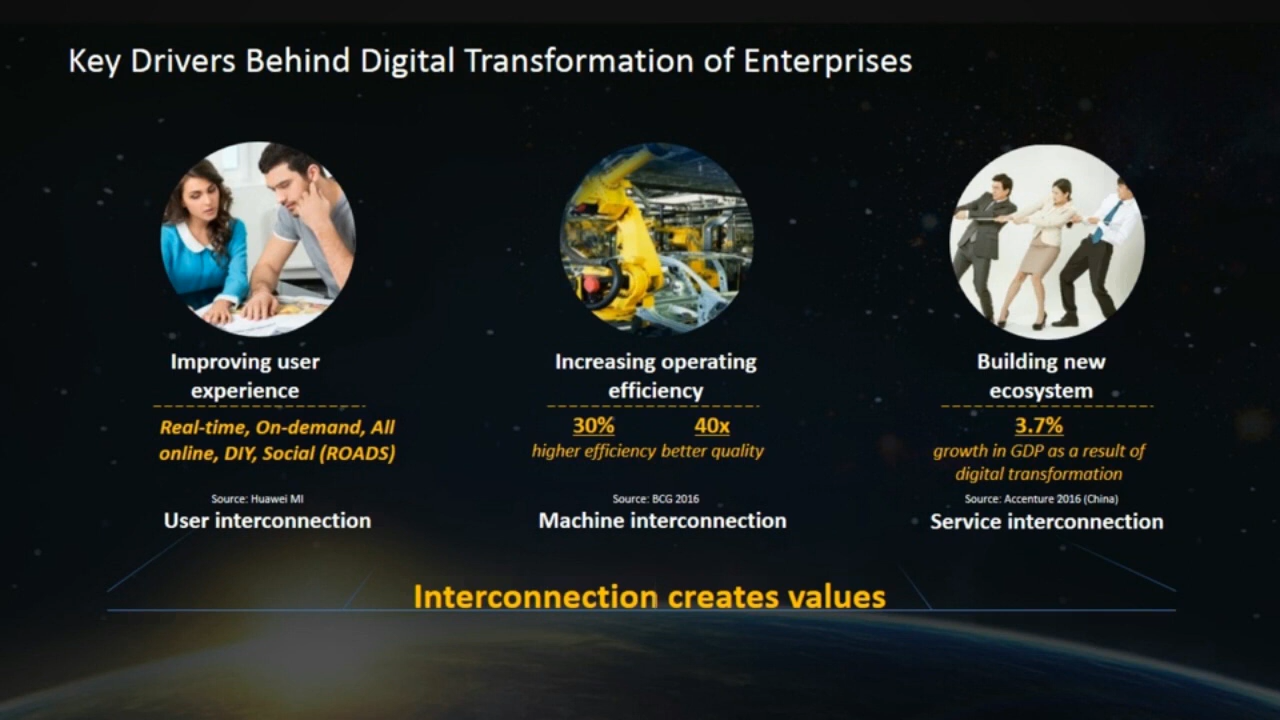 Key Drivers Behind Digital Transformation of Enterprises
Improving user
experience
Real-time, On-demand, All
online, DIY, Social (ROADS)
Source: Huawei MI
User interconnection
Increasing operating
efficiency
30% 40x
higher efficiency better quality
Source: BCG 2016
Machine interconnection
Building new
ecosystem
3.7%
growth in GDP as a result of
digital transformation
Source: Accenture 2016 (China)
Service interconnection
Interconnection creates values